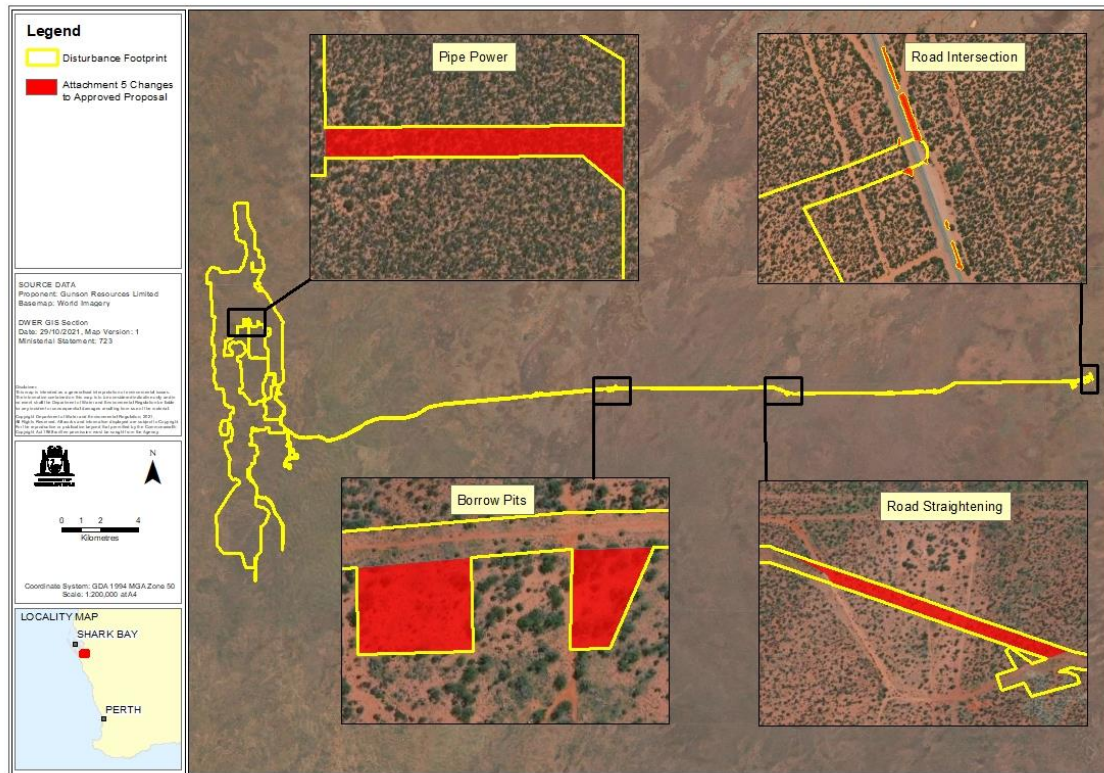 Legend
Disturbance Footprint
Attachment 5 Changes
to Approved Proposal
SOURCE DATA
Proponent: Gunson Resources Limited
Basemap: World Imagery
DWER GIS Section
Date: 29/10/2021, Map Version: 1
Ministerial Statement: 723
N
0 1 2 4
Kilometres
Coordinate System: GDA 1994 MGA Zone 50
Scale: 1:200,000 at A4
LOCALITY MAP
SHARK BAY
PERTH
Pipe Power
Road Intersection
Borrow Pits
Road Straightening